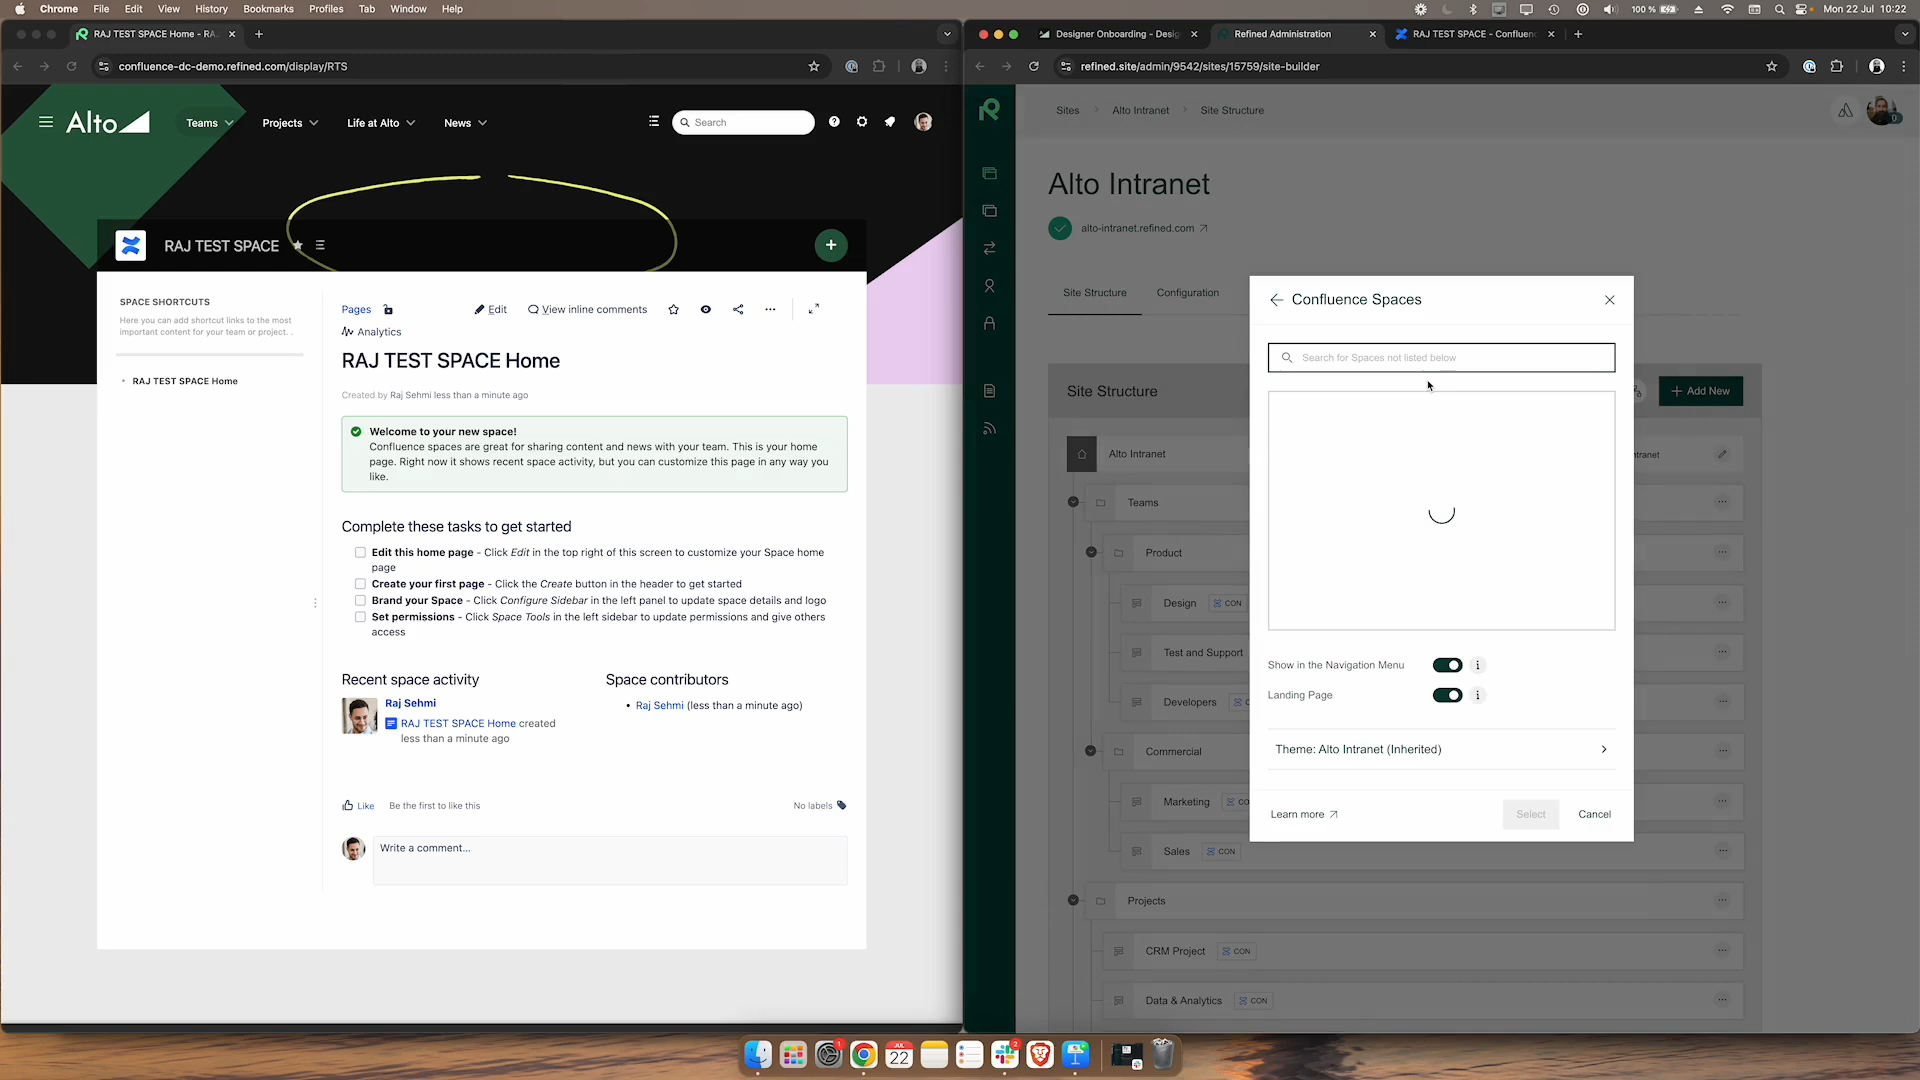 Chrome File Edit View History Bookmarks Profiles Tab Window Help
100 % Mon 22 Jul 10:22
RAJ TEST SPACE Home - RA
confluence-dc-demo.refined.com/display/RTS
Alto
Teams
Projects
Life at Alto
News
Search
RAJ TEST SPACE
SPACE SHORTCUTS
Here you can add shortcut links to the most
important content for your team or project. .
RAJ TEST SPACE Home
Pages
Edit
View inline comments
Analytics
RAJ TEST SPACE Home
Created by Raj Sehmi less than a minute ago
Welcome to your new space!
Confluence spaces are great for sharing content and news with your team. This is your home
page. Right now it shows recent space activity, but you can customize this page in any way you
like.
Complete these tasks to get started
Edit this home page - Click Edit in the top right of this screen to customize your Space home
page
Create your first page - Click the Create button in the header to get started
Brand your Space - Click Configure Sidebar in the left panel to update space details and logo
Set permissions - Click Space Tools in the left sidebar to update permissions and give others
access
Recent space activity
Raj Sehmi
RAJ TEST SPACE Home created
less than a minute ago
Space contributors
• Raj Sehmi (less than a minute ago)
Like
Be the first to like this
No labels
Write a comment...
Designer Onboarding - Desig
Refined Administration
RAJ TEST SPACE - Confluen
refined.site/admin/9542/sites/15759/site-builder
Sites
Alto Intranet
Site Structure
0
Alto Intranet
alto-intranet.refined.com
Site Structure
Configuration
Site Structure
Add New
Alto Intranet
ntranet
Teams
Product
Design CON
Test and Support
Developers
Commercial
Marketing CO
Sales CON
Projects
CRM Project CON
Data & Analytics CON
Confluence Spaces
Search for Spaces not listed below
Show in the Navigation Menu
Landing Page
Theme: Alto Intranet (Inherited)
Learn more
Select
Cancel
1
JUL
22
2